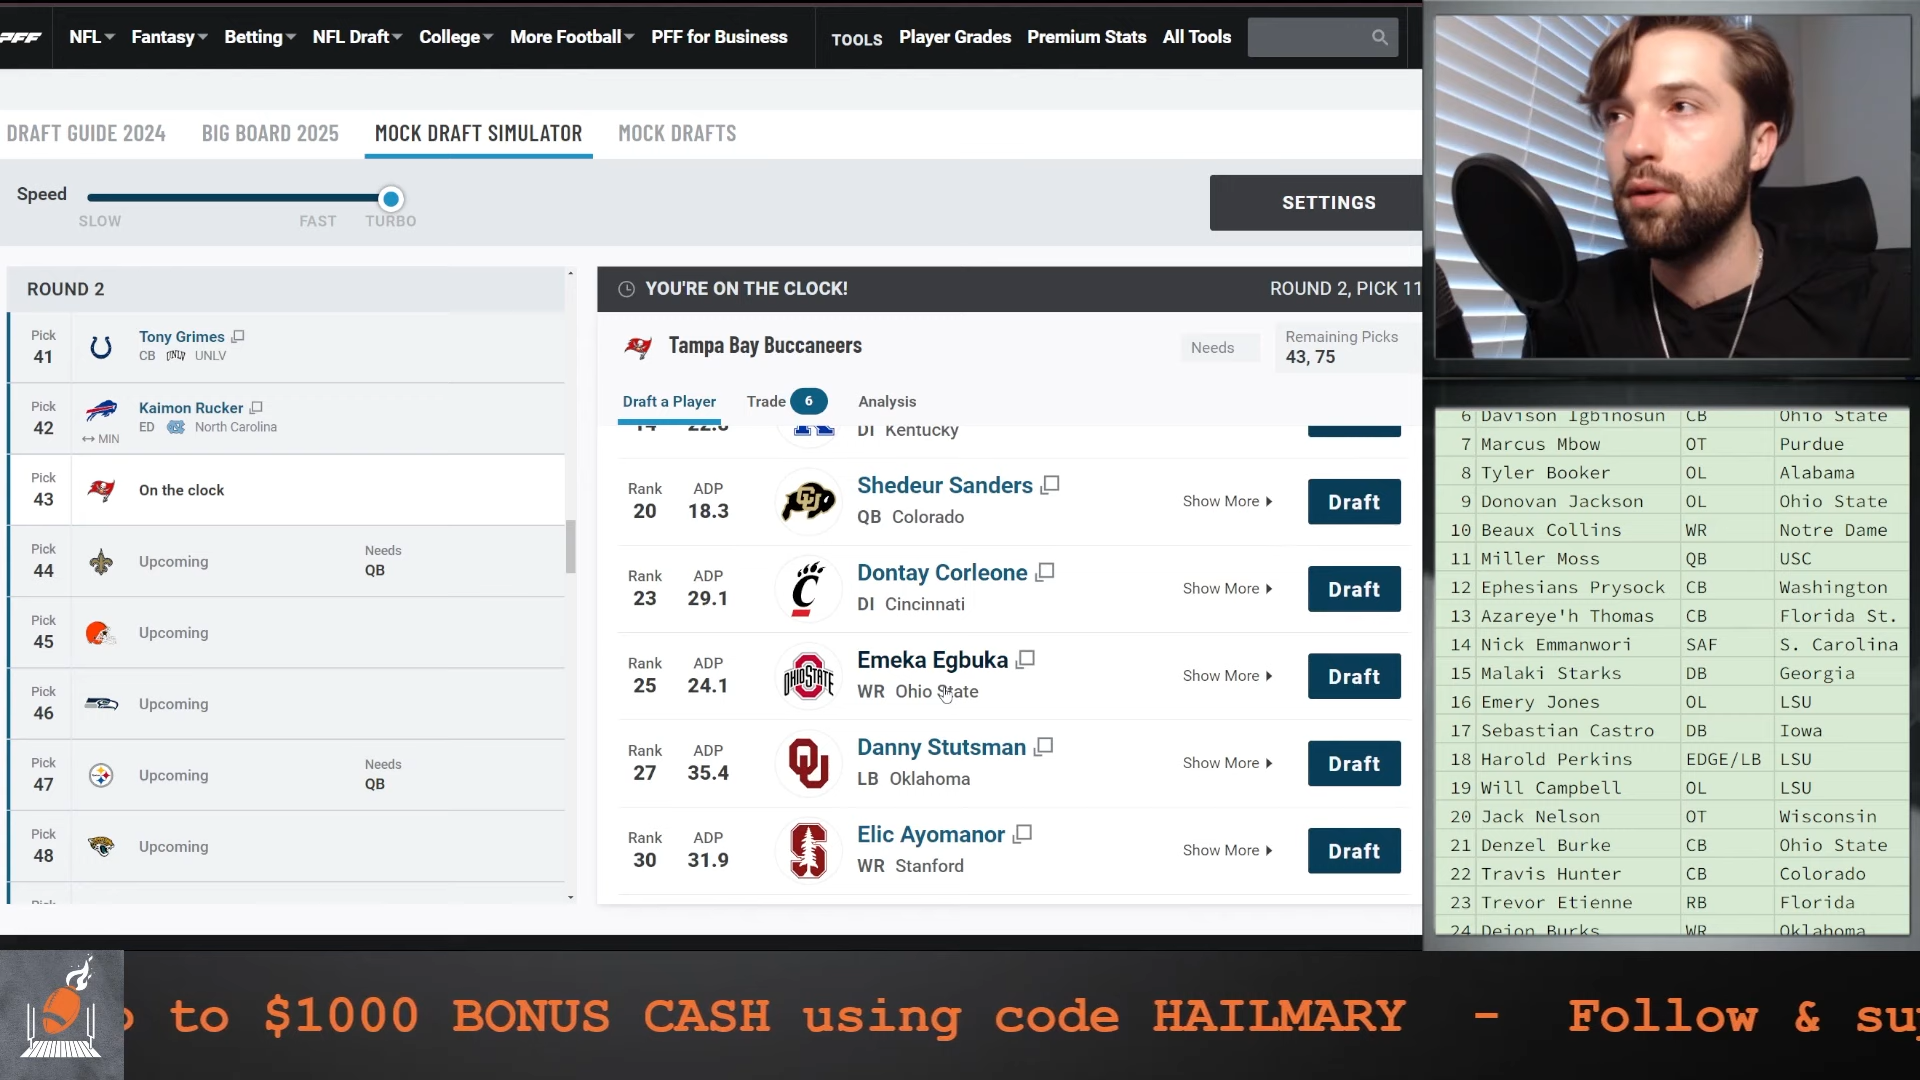 PFF NFL Fantasy Betting NFL Draft College More Football PFF for Business TOOLS Player Grades Premium Stats All Tools
DRAFT GUIDE 2024 BIG BOARD 2025 MOCK DRAFT SIMULATOR MOCK DRAFTS
Speed
SLOW FAST TURBO
SETTINGS
ROUND 2
Pick 41 Tony Grimes
CB UNLV UNLV
Pick 42 Kaimon Rucker
↔ MIN ED North Carolina
Pick 43 On the clock
Pick 44 Upcoming Needs QB
Pick 45 Upcoming
Pick 46 Upcoming
Pick 47 Upcoming Needs QB
Pick 48 Upcoming
YOU'RE ON THE CLOCK! ROUND 2, PICK 11
Tampa Bay Buccaneers Needs Remaining Picks
43, 75
Draft a Player Trade 6 Analysis
DI Kentucky
Rank 20 ADP 18.3 Shedeur Sanders Show More Draft
QB Colorado
Rank 23 ADP 29.1 Dontay Corleone Show More Draft
DI Cincinnati
Rank 25 ADP 24.1 OHIO STATE Emeka Egbuka Show More Draft
WR Ohio State
Rank 27 ADP 35.4 Danny Stutsman Show More Draft
LB Oklahoma
Rank 30 ADP 31.9 Elic Ayomanor Show More Draft
WR Stanford
6 Davison Igbinosun CB Ohio State
7 Marcus Mbow OT Purdue
8 Tyler Booker OL Alabama
9 Donovan Jackson OL Ohio State
10 Beaux Collins WR Notre Dame
11 Miller Moss QB USC
12 Ephesians Prysock CB Washington
13 Azareye'h Thomas CB Florida St.
14 Nick Emmanwori SAF S. Carolina
15 Malaki Starks DB Georgia
16 Emery Jones OL LSU
17 Sebastian Castro DB Iowa
18 Harold Perkins EDGE/LB LSU
19 Will Campbell OL LSU
20 Jack Nelson OT Wisconsin
21 Denzel Burke CB Ohio State
22 Travis Hunter CB Colorado
23 Trevor Etienne RB Florida
24 Deion Burks WR Oklahoma
to $1000 BONUS CASH using code HAILMARY - Follow & su